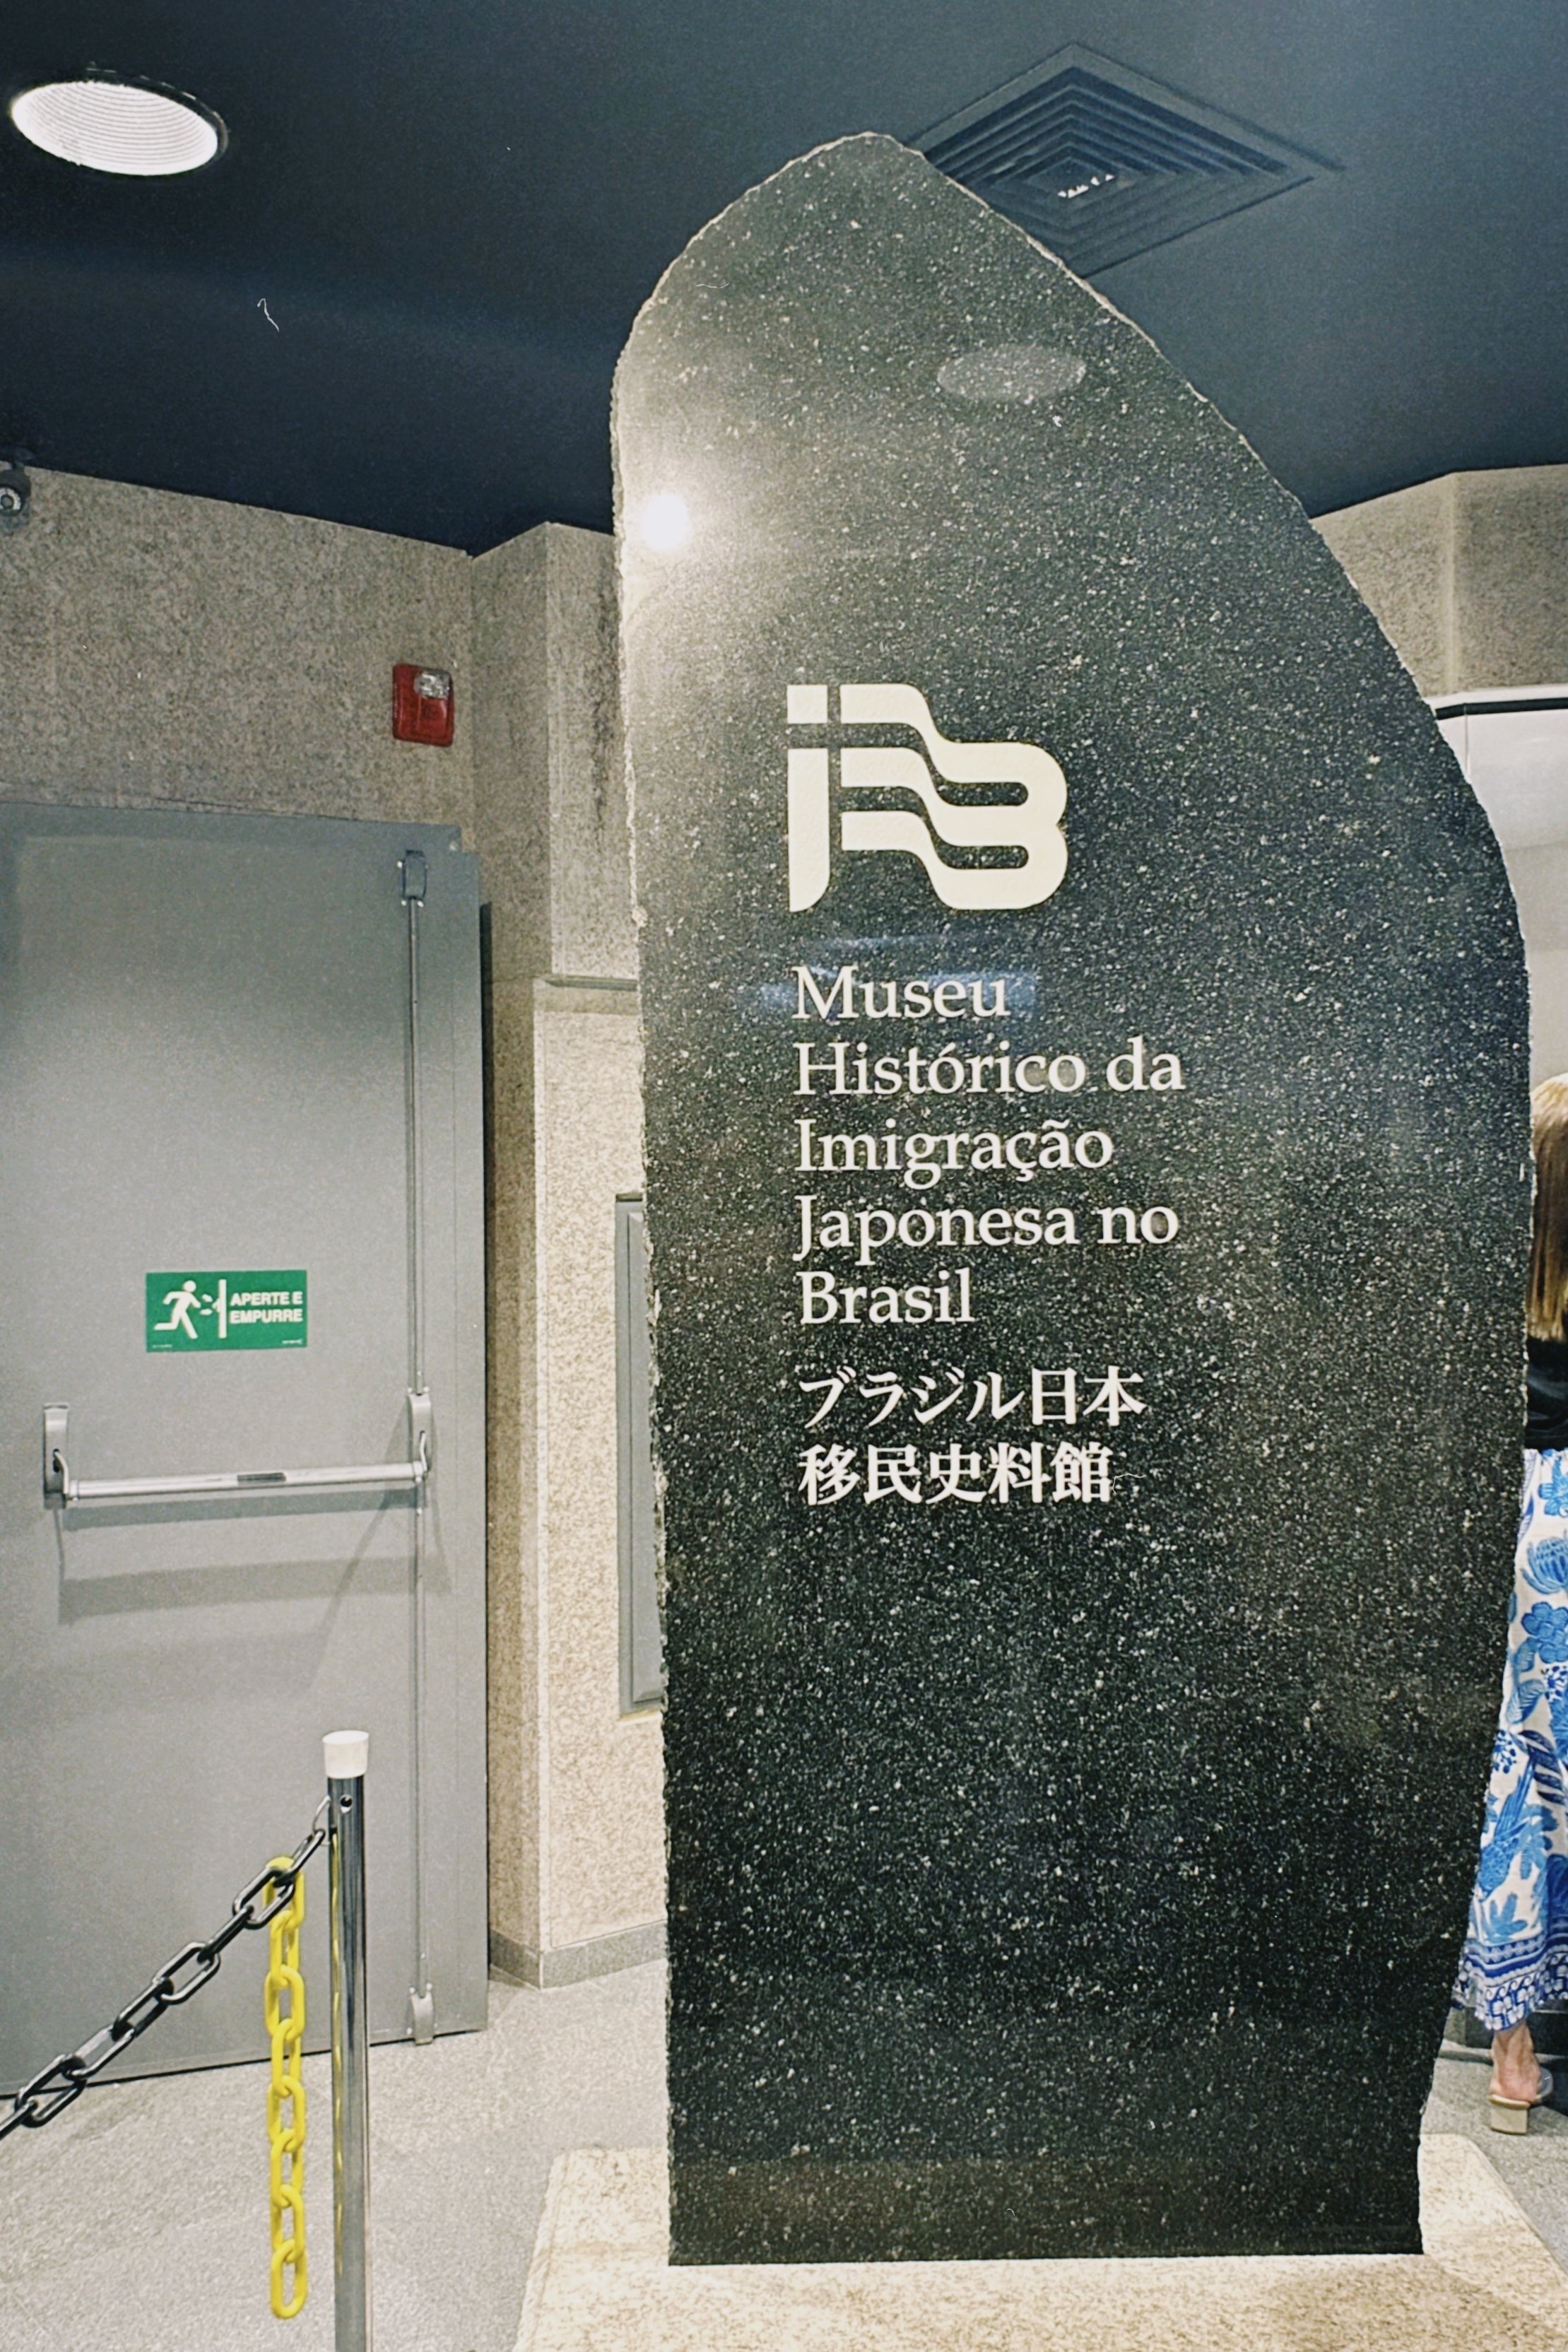 Museu
Histórico da
Imigração
Japonesa no
Brasil
ブラジル日本
移民史料館
APERTE E
EMPURRE